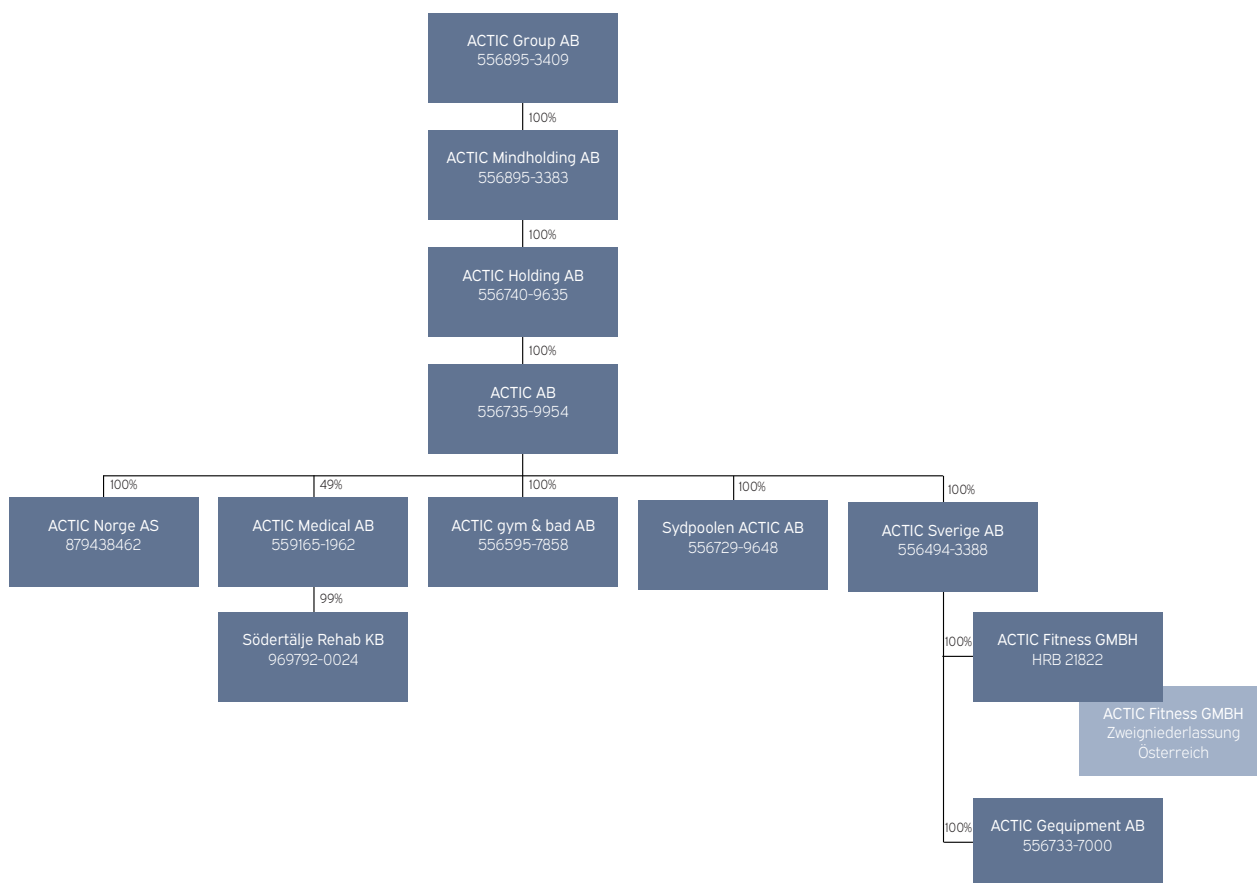 ACTIC Group AB
556895-3409
100%
ACTIC Mindholding AB
556895-3383
100%
ACTIC Holding AB
556740-9635
100%
ACTIC AB
556735-9954
100%
49%
100%
100%
100%
ACTIC Norge AS
879438462
ACTIC Medical AB
559165-1962
ACTIC gym & bad AB
556595-7858
Sydpoolen ACTIC AB
556729-9648
ACTIC Sverige AB
556494-3388
99%
Södertälje Rehab KB
969792-0024
100%
ACTIC Fitness GMBH
HRB 21822
ACTIC Fitness GMBH
Zweigniederlassung
Österreich
100%
ACTIC Gequipment AB
556733-7000